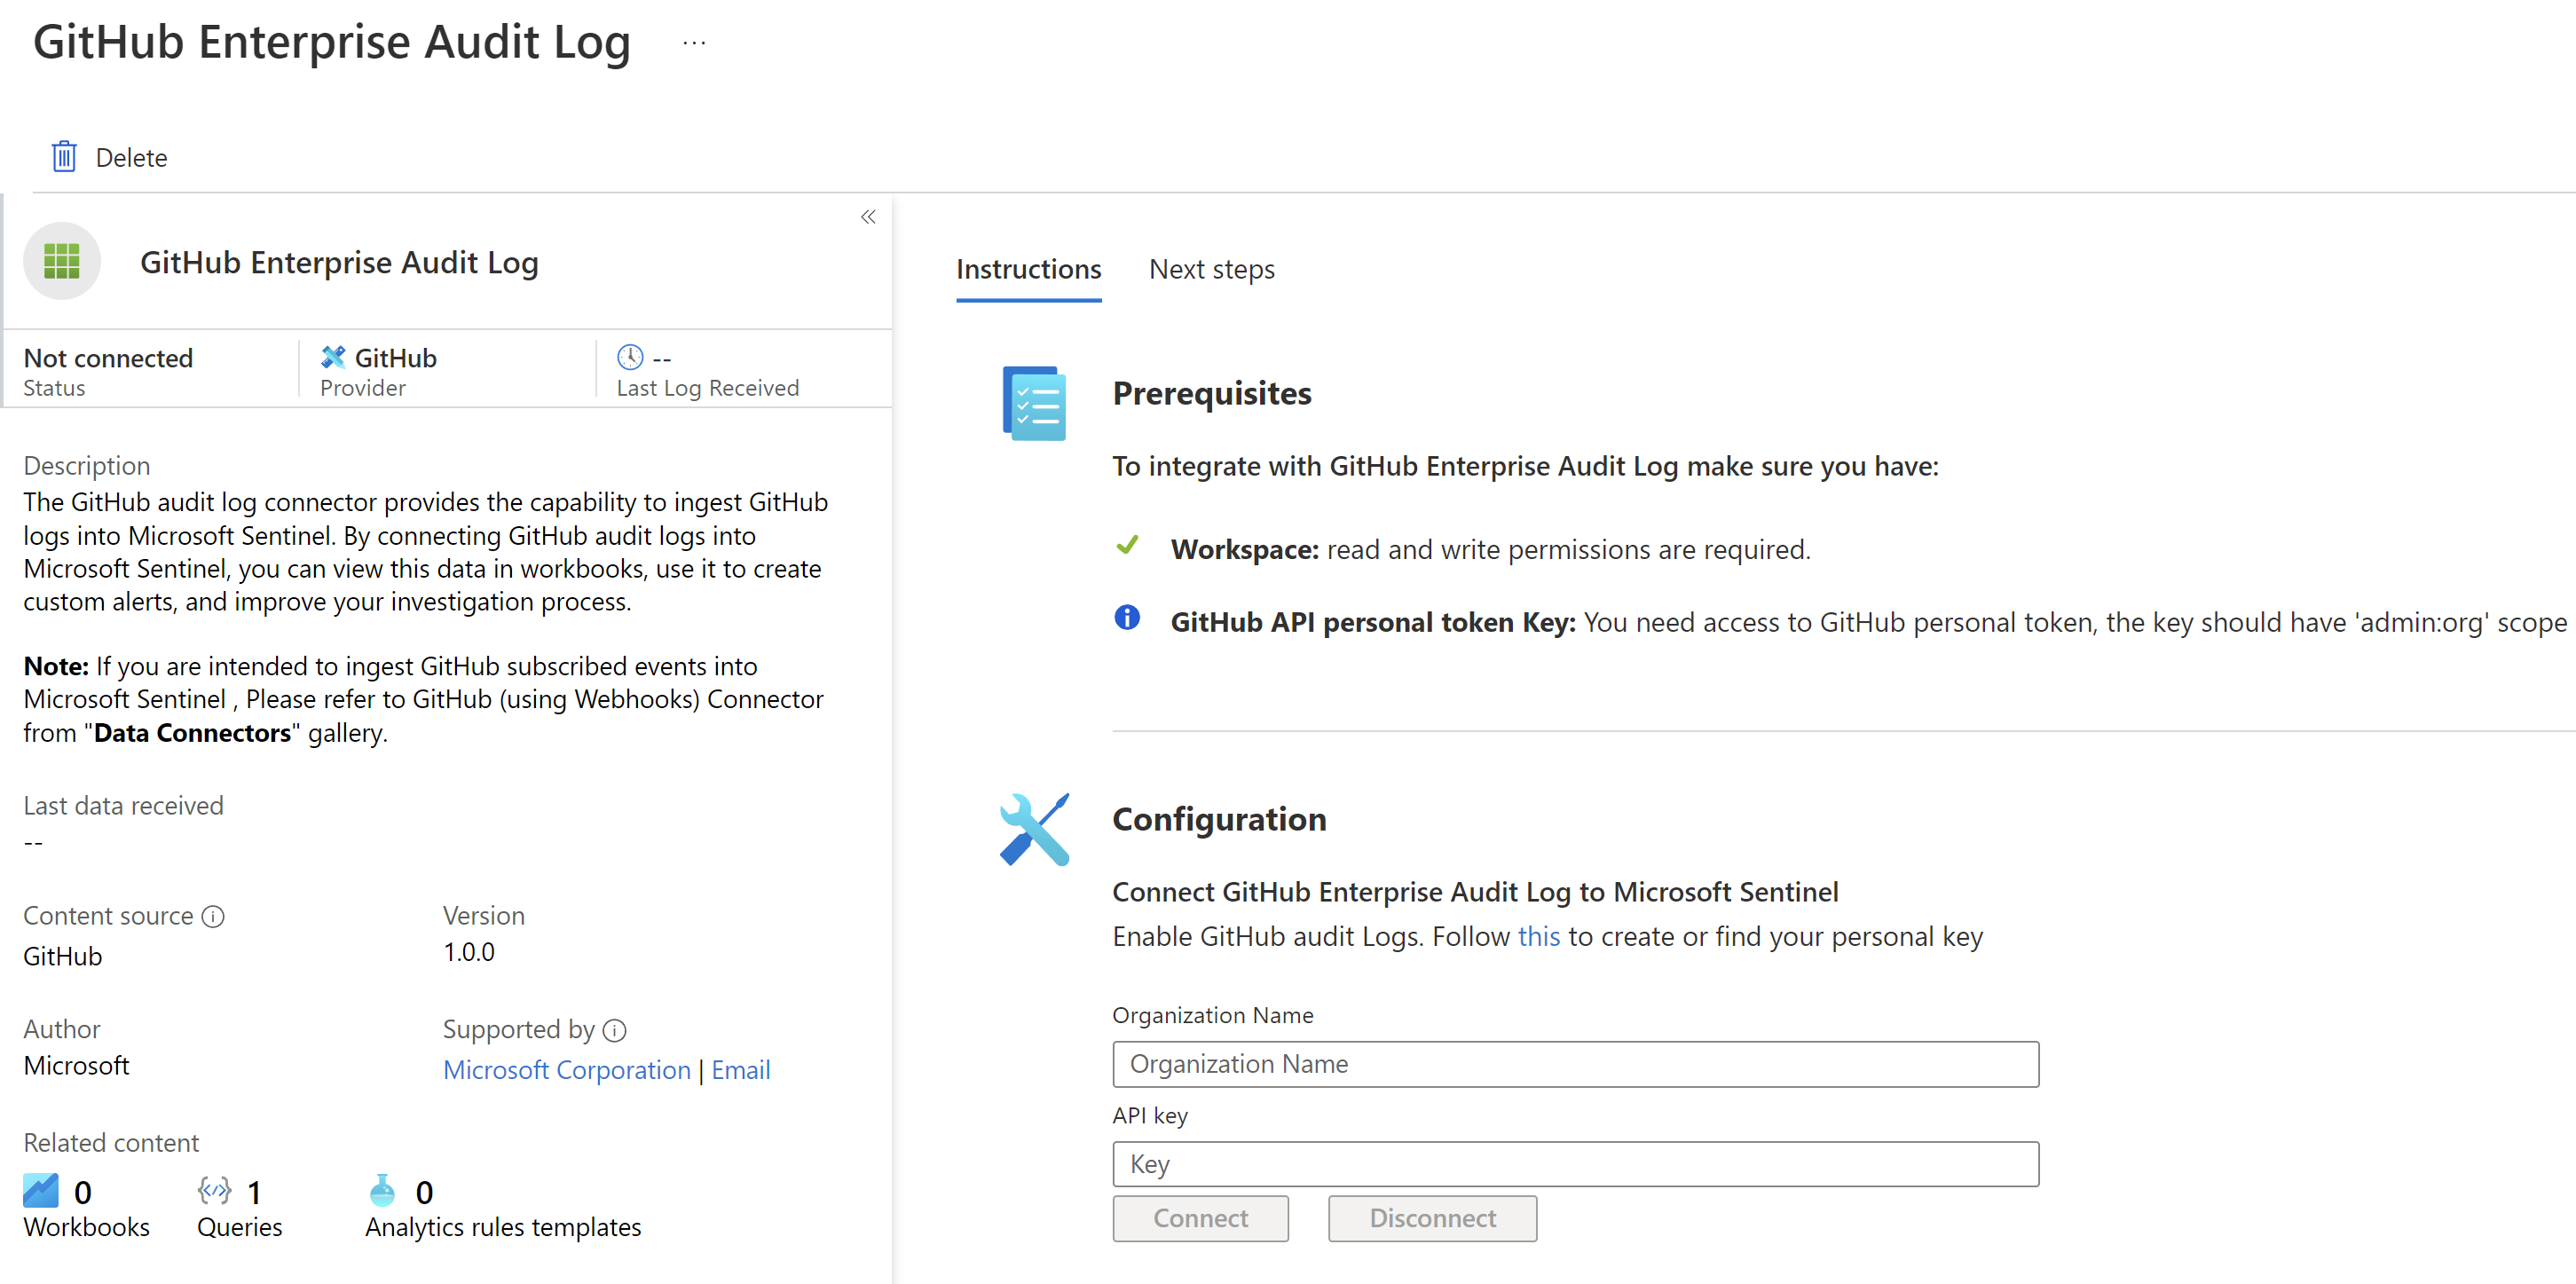 GitHub Enterprise Audit Log ...
Delete
GitHub Enterprise Audit Log
Not connected
Status
GitHub
Provider
--
Last Log Received
Description
The GitHub audit log connector provides the capability to ingest GitHub
logs into Microsoft Sentinel. By connecting GitHub audit logs into
Microsoft Sentinel, you can view this data in workbooks, use it to create
custom alerts, and improve your investigation process.
Note: If you are intended to ingest GitHub subscribed events into
Microsoft Sentinel , Please refer to GitHub (using Webhooks) Connector
from "Data Connectors" gallery.
Last data received
--
Content source
GitHub
Version
1.0.0
Author
Microsoft
Supported by
Microsoft Corporation | Email
Related content
0
Workbooks
1
Queries
0
Analytics rules templates
Instructions
Next steps
Prerequisites
To integrate with GitHub Enterprise Audit Log make sure you have:
Workspace: read and write permissions are required.
GitHub API personal token Key: You need access to GitHub personal token, the key should have 'admin:org' scope
Configuration
Connect GitHub Enterprise Audit Log to Microsoft Sentinel
Enable GitHub audit Logs. Follow this to create or find your personal key
Organization Name
Organization Name
API key
Key
Connect
Disconnect